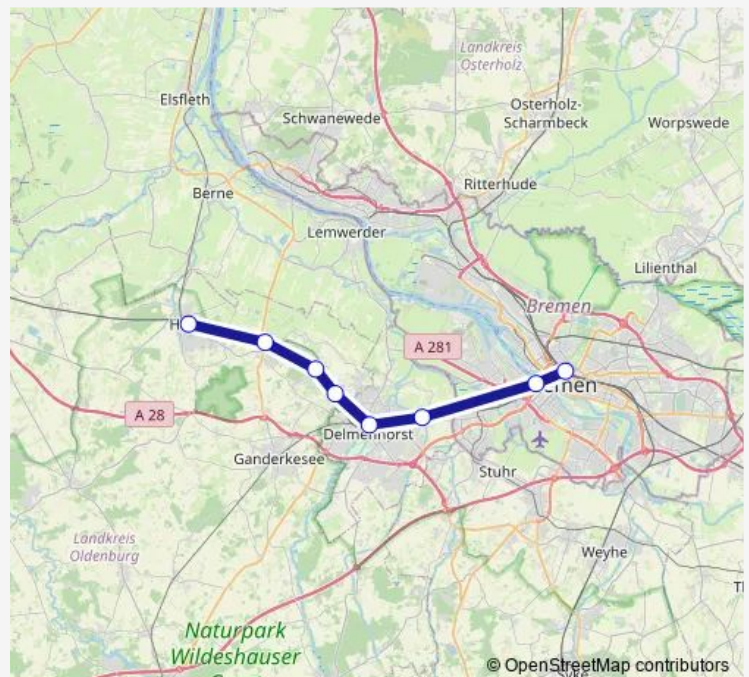 Landkreis
Osterholz
Elsfleth
Schwanewede
Osterholz-
Scharmbeck
Worpswede
Berne
Ritterhude
Lemwerder
Lilienthal
Bremen
H
A 281
emen
A 28
Delmenhorst
Ganderkesee
Stuhr
Landkreis
Oldenburg
Weyhe
Naturpark
Wildeshauser
© OpenStreetMap contributors